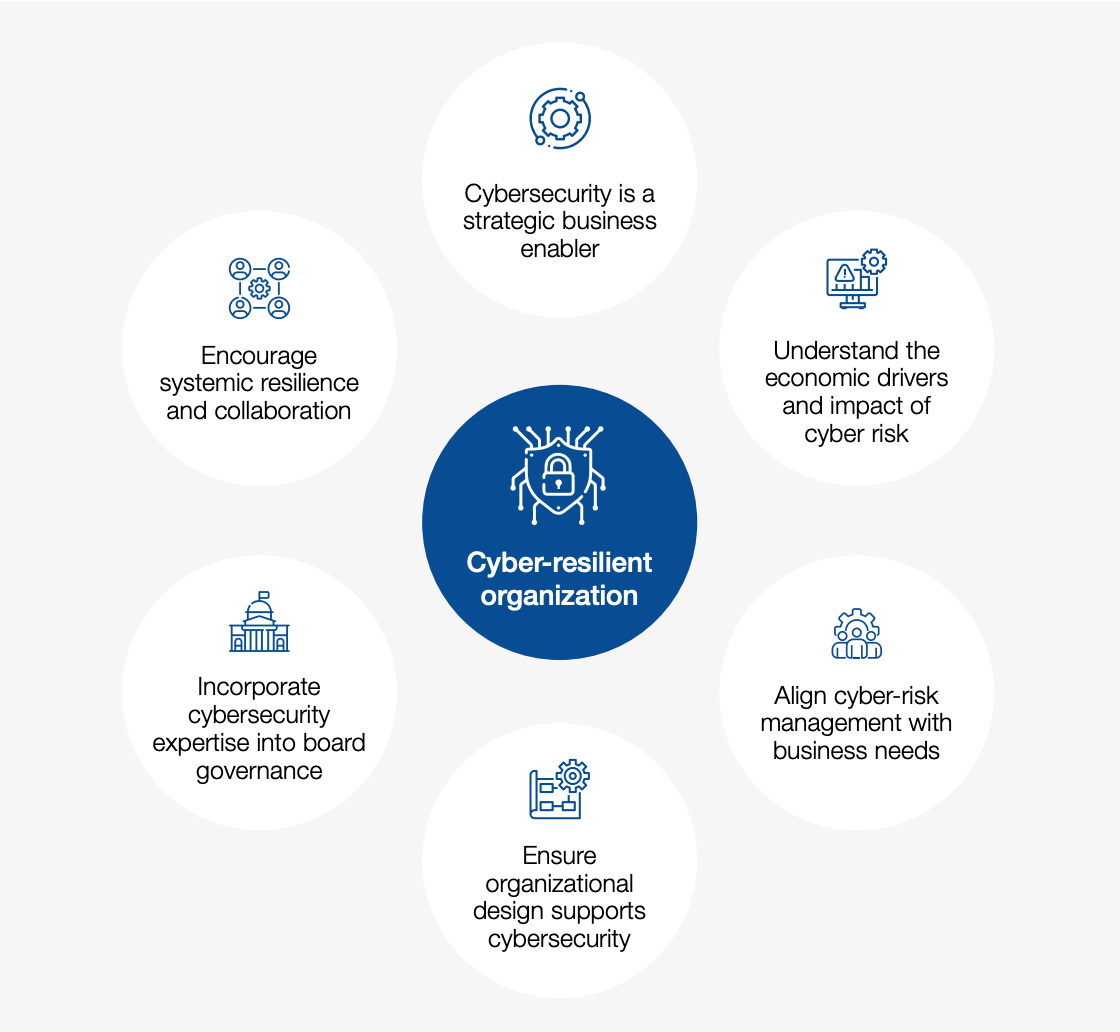 Cybersecurity is a
strategic business
enabler
Understand the
economic drivers
and impact of
cyber risk
Align cyber-risk
management with
business needs
Ensure
organizational
design supports
cybersecurity
Incorporate
cybersecurity
expertise into board
governance
Encourage
systemic resilience
and collaboration
Cyber-resilient
organization